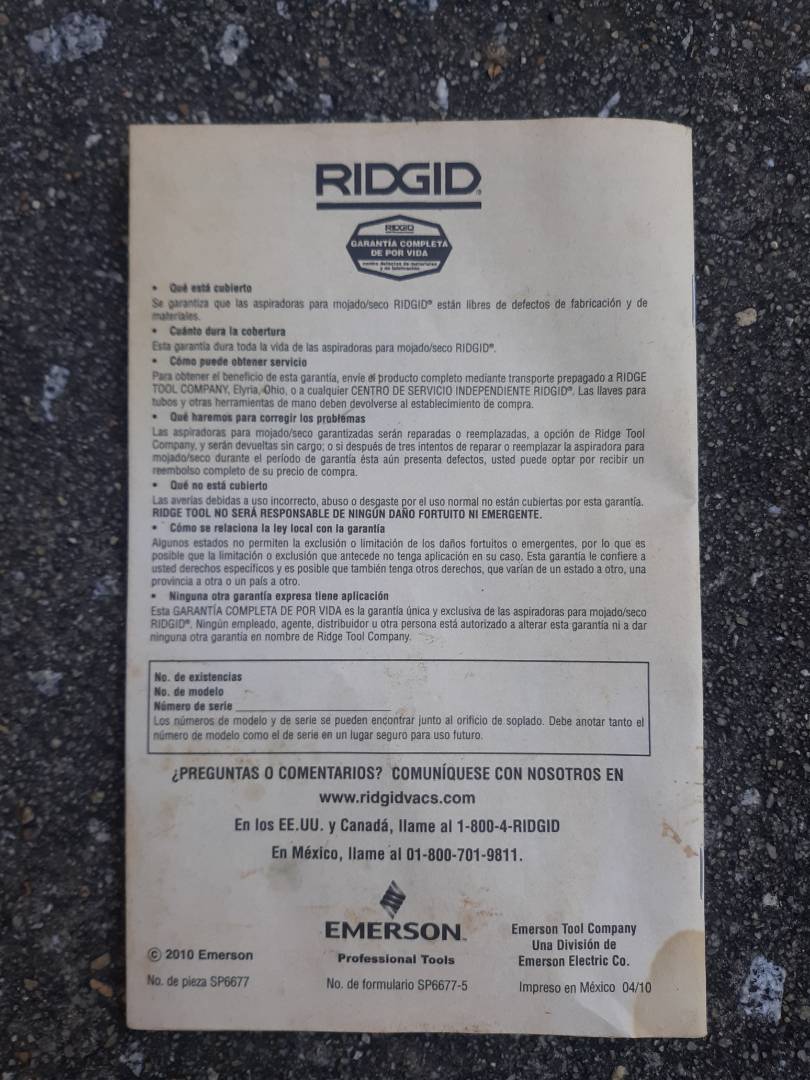 RIDGID®
RIDGID
GARANTÍA COMPLETA
DE POR VIDA
contra defectos de materiales
y de fabricación
• Qué está cubierto
Se garantiza que las aspiradoras para mojado/seco RIDGID® están libres de defectos de fabricación y de
materiales.
• Cuánto dura la cobertura
Esta garantía dura toda la vida de las aspiradoras para mojado/seco RIDGID®.
• Cómo puede obtener servicio
Para obtener el beneficio de esta garantía, envíe el producto completo mediante transporte prepagado a RIDGE
TOOL COMPANY, Elyria, Ohio, o a cualquier CENTRO DE SERVICIO INDEPENDIENTE RIDGID®. Las llaves para
tubos y otras herramientas de mano deben devolverse al establecimiento de compra.
• Qué haremos para corregir los problemas
Las aspiradoras para mojado/seco garantizadas serán reparadas o reemplazadas, a opción de Ridge Tool
Company, y serán devueltas sin cargo; o si después de tres intentos de reparar o reemplazar la aspiradora para
mojado/seco durante el período de garantía ésta aún presenta defectos, usted puede optar por recibir un
reembolso completo de su precio de compra.
• Qué no está cubierto
Las averías debidas a uso incorrecto, abuso o desgaste por el uso normal no están cubiertas por esta garantía.
RIDGE TOOL NO SERÁ RESPONSABLE DE NINGÚN DAÑO FORTUITO NI EMERGENTE.
• Cómo se relaciona la ley local con la garantía
Algunos estados no permiten la exclusión o limitación de los daños fortuitos o emergentes, por lo que es
posible que la limitación o exclusión que antecede no tenga aplicación en su caso. Esta garantía le confiere a
usted derechos específicos y es posible que también tenga otros derechos, que varían de un estado a otro, una
provincia a otra o un país a otro.
• Ninguna otra garantía expresa tiene aplicación
Esta GARANTÍA COMPLETA DE POR VIDA es la garantía única y exclusiva de las aspiradoras para mojado/seco
RIDGID®. Ningún empleado, agente, distribuidor u otra persona está autorizado a alterar esta garantía ni a dar
ninguna otra garantía en nombre de Ridge Tool Company.
No. de existencias
No. de modelo
Número de serie
Los números de modelo y de serie se pueden encontrar junto al orificio de soplado. Debe anotar tanto el
número de modelo como el de serie en un lugar seguro para uso futuro.
¿PREGUNTAS O COMENTARIOS? COMUNÍQUESE CON NOSOTROS EN
www.ridgidvacs.com
En los EE.UU. y Canadá, llame al 1-800-4-RIDGID
En México, llame al 01-800-701-9811.
EMERSON™
Professional Tools
Emerson Tool Company
Una División de
Emerson Electric Co.
© 2010 Emerson
No. de pieza SP6677
No. de formulario SP6677-5
Impreso en México 04/10